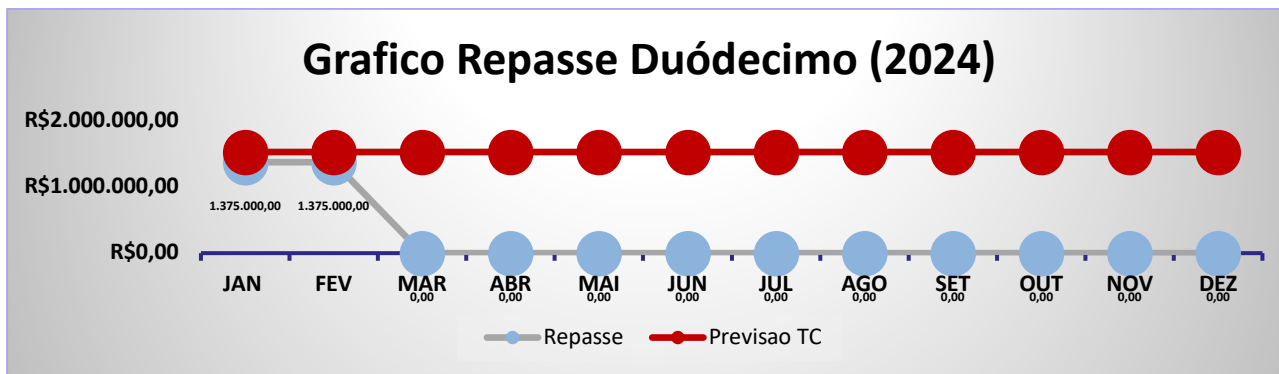 Grafico Repasse Duódecimo (2024)
R$2.000.000,00
R$1.000.000,00
R$0,00
1.375.000,00 1.375.000,00
JAN FEV MAR ABR MAI JUN JUL AGO SET OUT NOV DEZ
0,00 0,00 0,00 0,00 0,00 0,00 0,00 0,00 0,00 0,00
Repasse Previsao TC